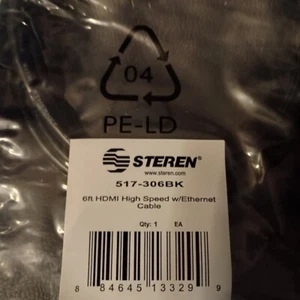 04
PE-LD
STEREN®
www.steren.com
517-306BK
6ft HDMI High Speed w/Ethernet
Cable
Qty: 1 EA
8 84645 13329 9